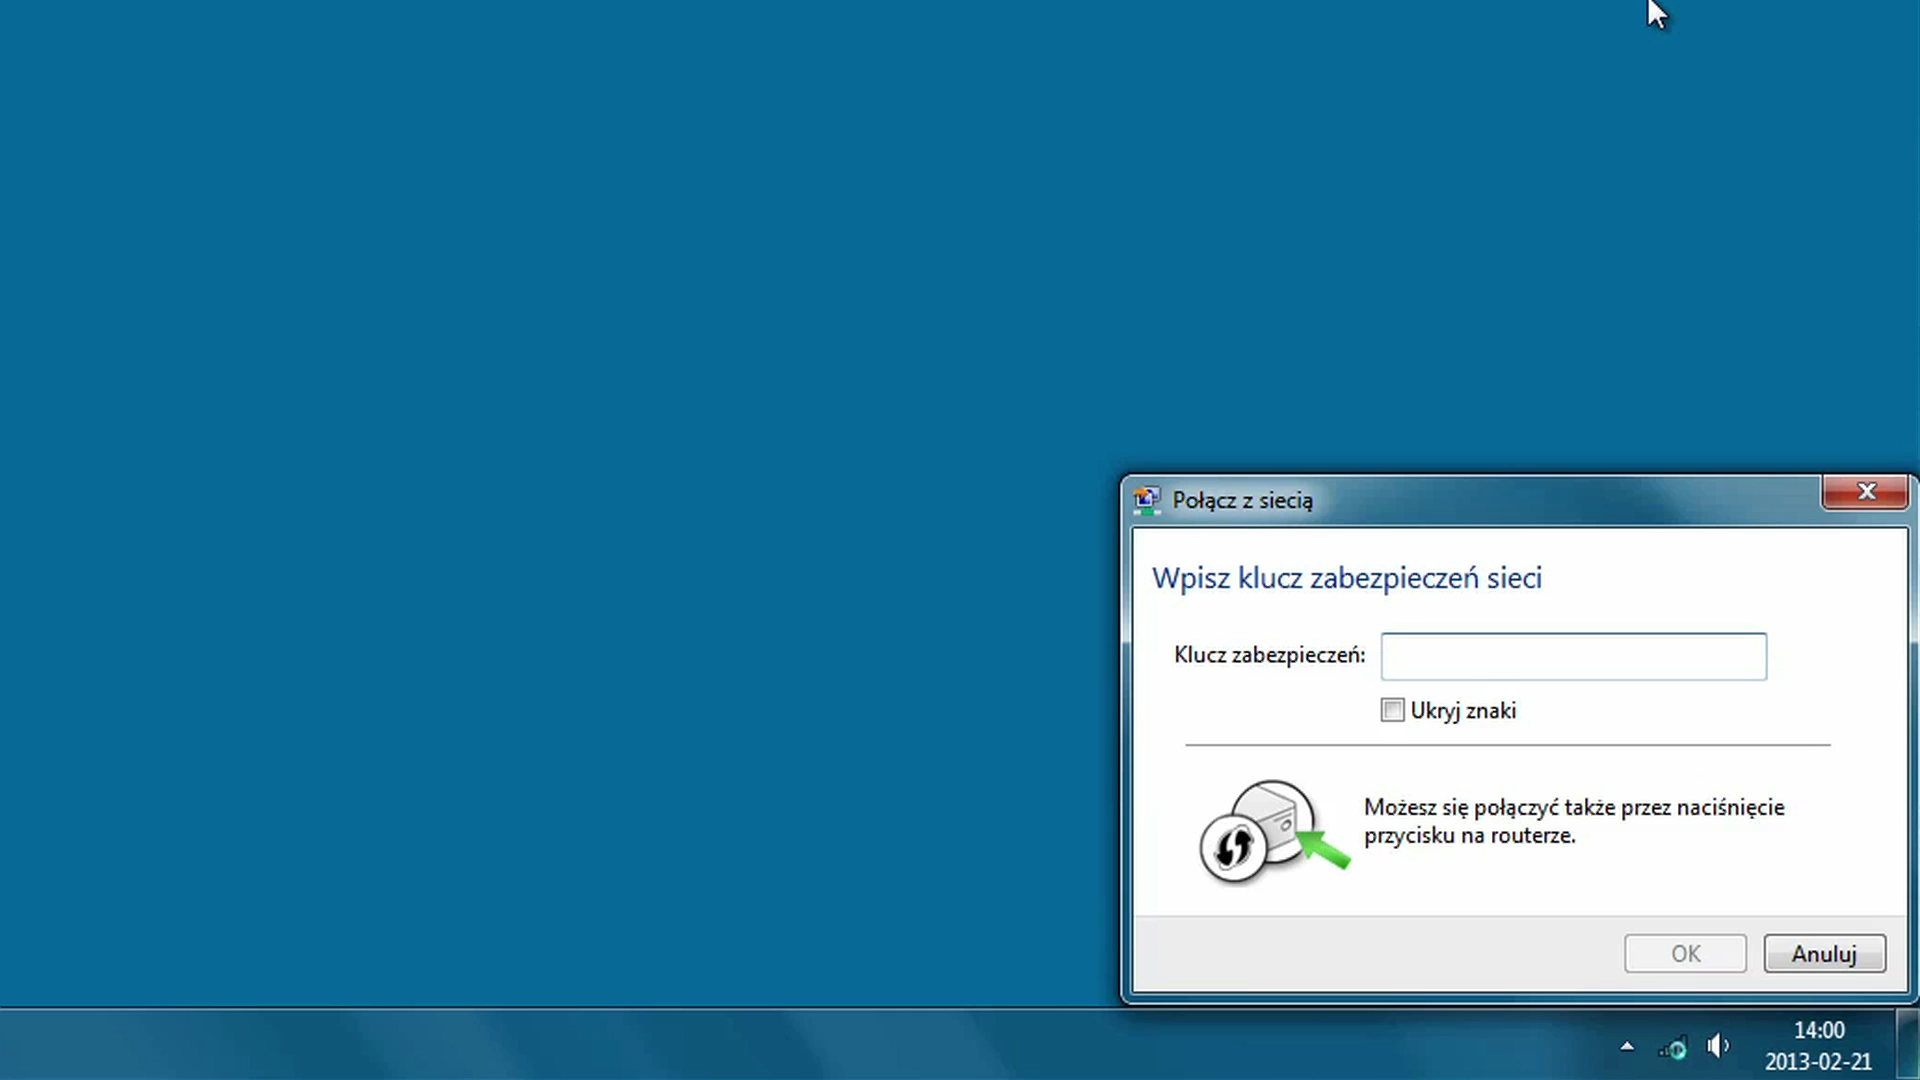 Połącz z siecią
Wpisz klucz zabezpieczeń sieci
Klucz zabezpieczeń:
Ukryj znaki
Możesz się połączyć także przez naciśnięcie
przycisku na routerze.
OK
Anuluj
14:00
2013-02-21